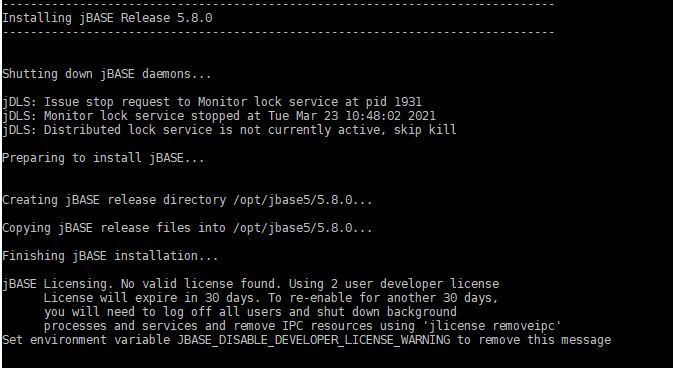 --------------------------------------------------------------------------------
Installing jBASE Release 5.8.0
--------------------------------------------------------------------------------
Shutting down jBASE daemons...
jDLS: Issue stop request to Monitor lock service at pid 1931
jDLS: Monitor lock service stopped at Tue Mar 23 10:48:02 2021
jDLS: Distributed lock service is not currently active, skip kill
Preparing to install jBASE...
Creating jBASE release directory /opt/jbase5/5.8.0...
Copying jBASE release files into /opt/jbase5/5.8.0...
Finishing jBASE installation...
jBASE Licensing. No valid license found. Using 2 user developer license
License will expire in 30 days. To re-enable for another 30 days,
you will need to log off all users and shut down background
processes and services and remove IPC resources using 'jlicense removeipc'
Set environment variable JBASE_DISABLE_DEVELOPER_LICENSE_WARNING to remove this message